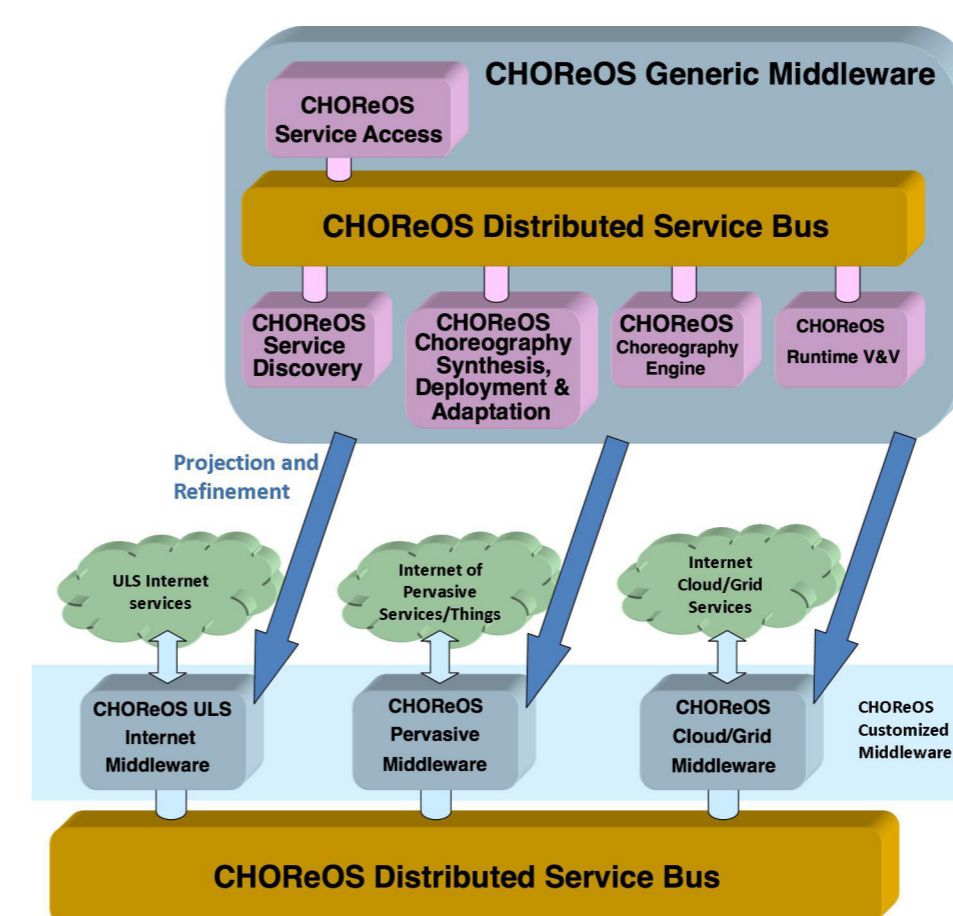 CHOReOS Generic Middleware
CHOReOS
Service Access
CHOReOS Distributed Service Bus
CHOReOS
Service
Discovery
CHOReOS
Choreography
Synthesis,
Deployment &
Adaptation
CHOReOS
Choreography
Engine
CHOReOS
Runtime V&V
Projection and
Refinement
ULS Internet
services
Internet of
Pervasive
Services/Things
Internet
Cloud/Grid
Services
CHOReOS ULS
Internet
Middleware
CHOReOS
Pervasive
Middleware
CHOReOS
Cloud/Grid
Middleware
CHOReOS
Customized
Middleware
CHOReOS Distributed Service Bus